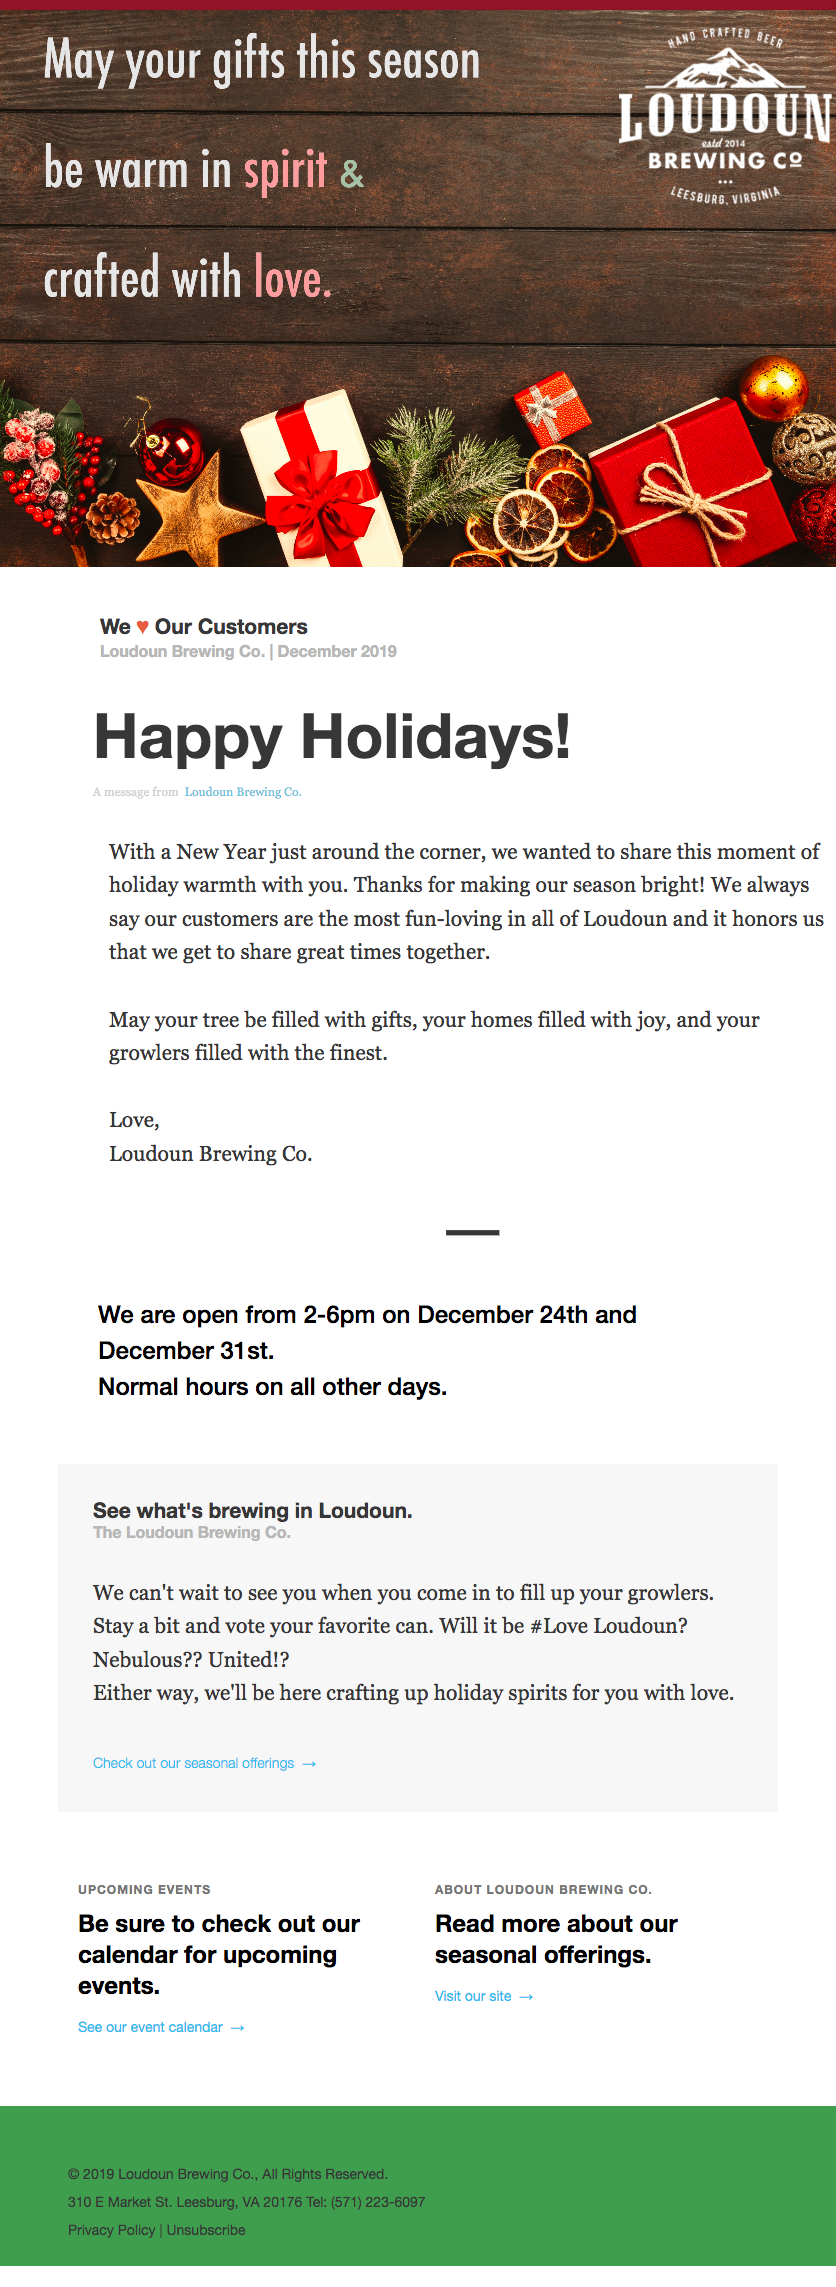 May your gifts this season
be warm in spirit &
crafted with love.
HAND CRAFTED BEER
LOUDOUN
estd 2014
BREWING CO
LEESBURG, VIRGINIA
We ♥ Our Customers
Loudoun Brewing Co. | December 2019
Happy Holidays!
A message from Loudoun Brewing Co.
With a New Year just around the corner, we wanted to share this moment of
holiday warmth with you. Thanks for making our season bright! We always
say our customers are the most fun-loving in all of Loudoun and it honors us
that we get to share great times together.
May your tree be filled with gifts, your homes filled with joy, and your
growlers filled with the finest.
Love,
Loudoun Brewing Co.
We are open from 2-6pm on December 24th and
December 31st.
Normal hours on all other days.
See what's brewing in Loudoun.
The Loudoun Brewing Co.
We can't wait to see you when you come in to fill up your growlers.
Stay a bit and vote your favorite can. Will it be #Love Loudoun?
Nebulous?? United!?
Either way, we'll be here crafting up holiday spirits for you with love.
Check out our seasonal offerings →
UPCOMING EVENTS
Be sure to check out our
calendar for upcoming
events.
See our event calendar →
ABOUT LOUDOUN BREWING CO.
Read more about our
seasonal offerings.
Visit our site →
© 2019 Loudoun Brewing Co., All Rights Reserved.
310 E Market St. Leesburg, VA 20176 Tel: (571) 223-6097
Privacy Policy | Unsubscribe